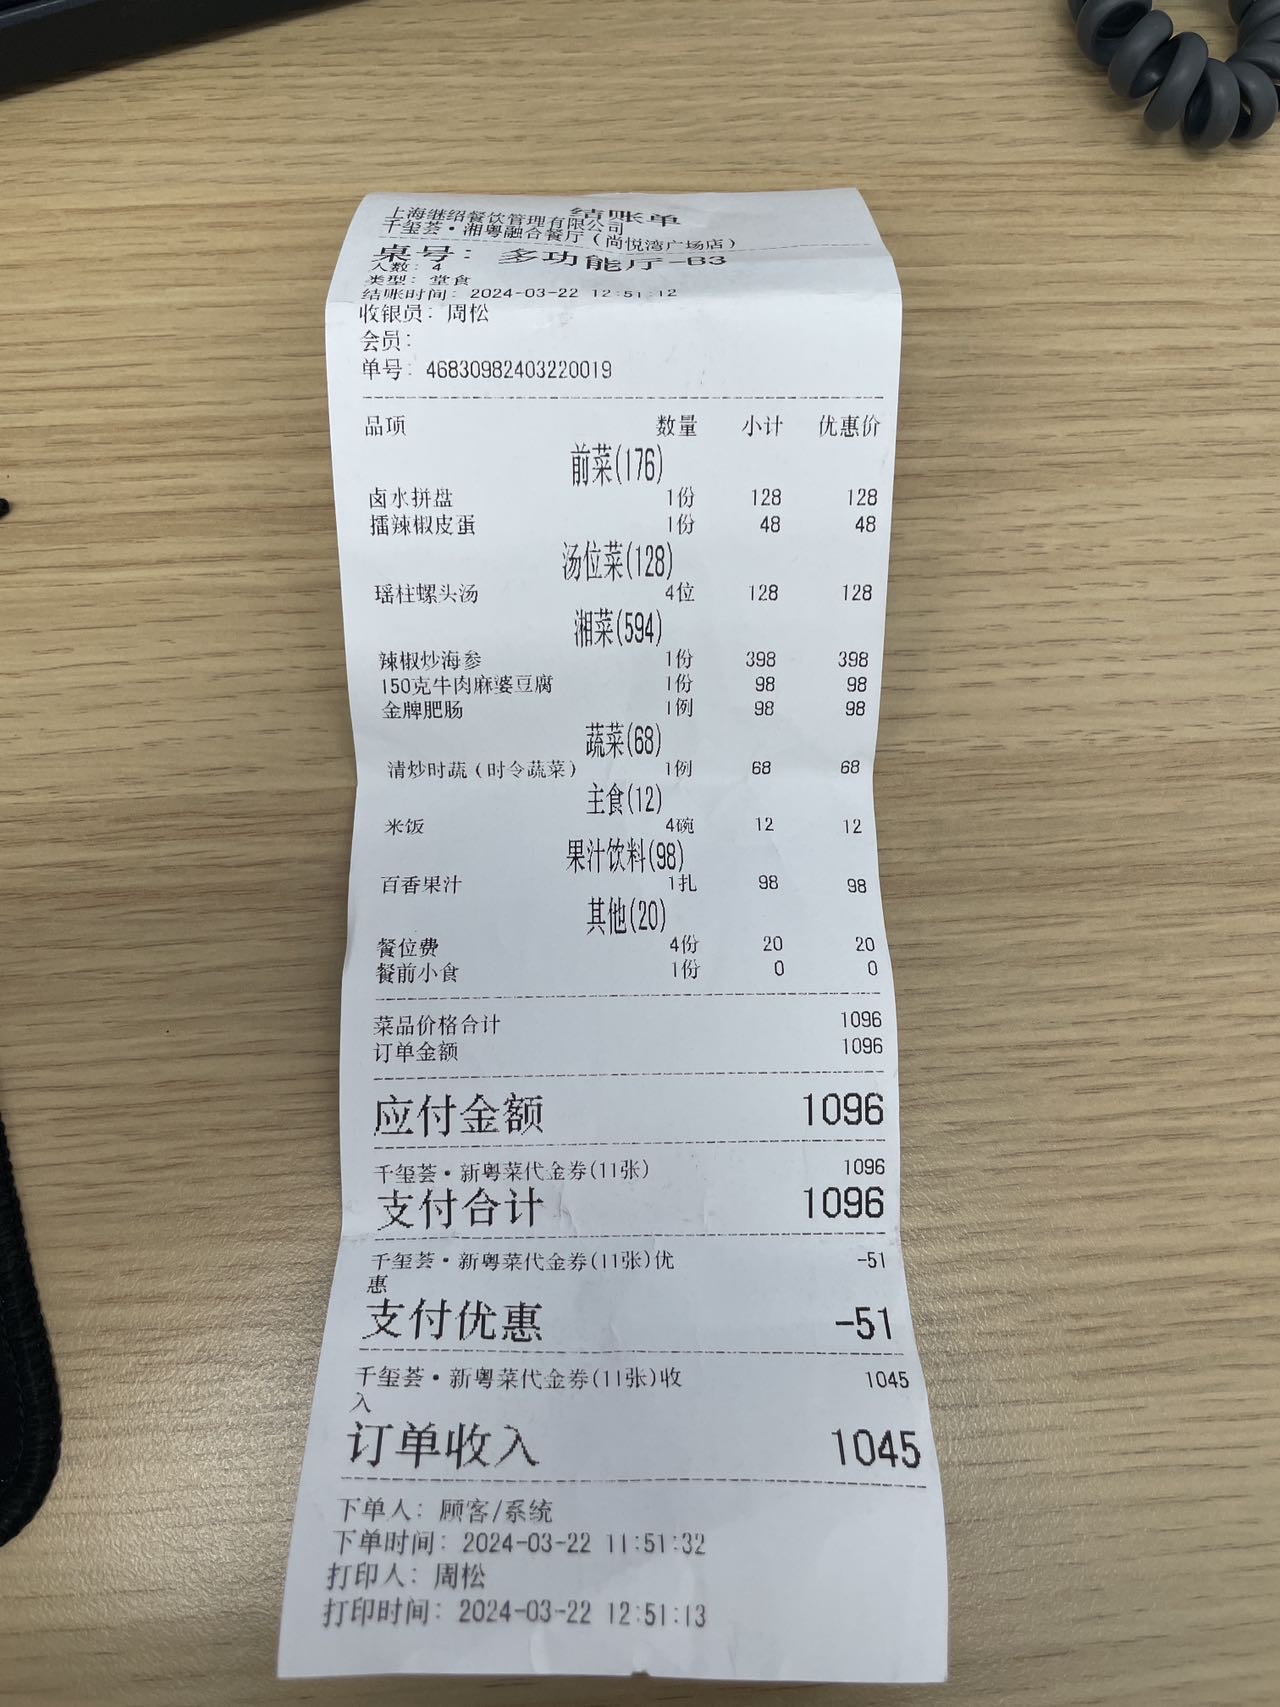 结账单
上海继绍餐饮管理有限公司
千玺荟·湘粤融合餐厅(尚悦湾广场店)
桌号: 多功能厅-B3
人数: 4
类型: 堂食
结账时间: 2024-03-22 12:51:12
收银员: 周松
会员:
单号: 46830982403220019
品项 数量 小计 优惠价
前菜(176)
卤水拼盘 1份 128 128
擂辣椒皮蛋 1份 48 48
汤位菜(128)
瑶柱螺头汤 4位 128 128
湘菜(594)
辣椒炒海参 1份 398 398
150克牛肉麻婆豆腐 1份 98 98
金牌肥肠 1例 98 98
蔬菜(68)
清炒时蔬(时令蔬菜) 1例 68 68
主食(12)
米饭 4碗 12 12
果汁饮料(98)
百香果汁 1扎 98 98
其他(20)
餐位费 4份 20 20
餐前小食 1份 0 0
菜品价格合计 1096
订单金额 1096
应付金额 1096
千玺荟·新粤菜代金券(11张) 1096
支付合计 1096
千玺荟·新粤菜代金券(11张)优 -51
惠
支付优惠 -51
千玺荟·新粤菜代金券(11张)收 1045
入
订单收入 1045
下单人: 顾客/系统
下单时间: 2024-03-22 11:51:32
打印人: 周松
打印时间: 2024-03-22 12:51:13